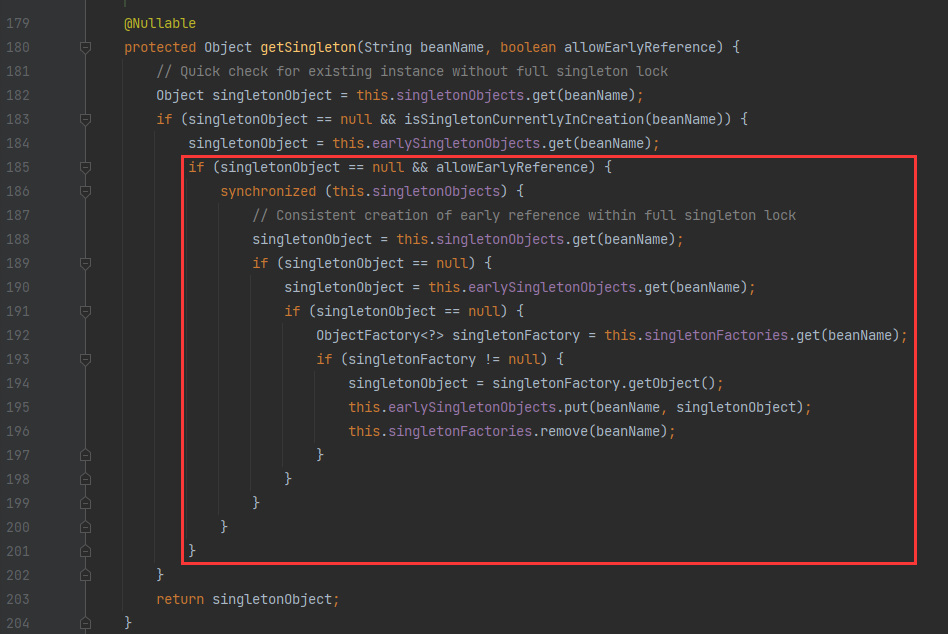 179 @Nullable
180 protected Object getSingleton(String beanName, boolean allowEarlyReference) {
181 // Quick check for existing instance without full singleton lock
182 Object singletonObject = this.singletonObjects.get(beanName);
183 if (singletonObject == null && isSingletonCurrentlyInCreation(beanName)) {
184 singletonObject = this.earlySingletonObjects.get(beanName);
185 if (singletonObject == null && allowEarlyReference) {
186 synchronized (this.singletonObjects) {
187 // Consistent creation of early reference within full singleton lock
188 singletonObject = this.singletonObjects.get(beanName);
189 if (singletonObject == null) {
190 singletonObject = this.earlySingletonObjects.get(beanName);
191 if (singletonObject == null) {
192 ObjectFactory<?> singletonFactory = this.singletonFactories.get(beanName);
193 if (singletonFactory != null) {
194 singletonObject = singletonFactory.getObject();
195 this.earlySingletonObjects.put(beanName, singletonObject);
196 this.singletonFactories.remove(beanName);
197 }
198 }
199 }
200 }
201 }
202 }
203 return singletonObject;
204 }